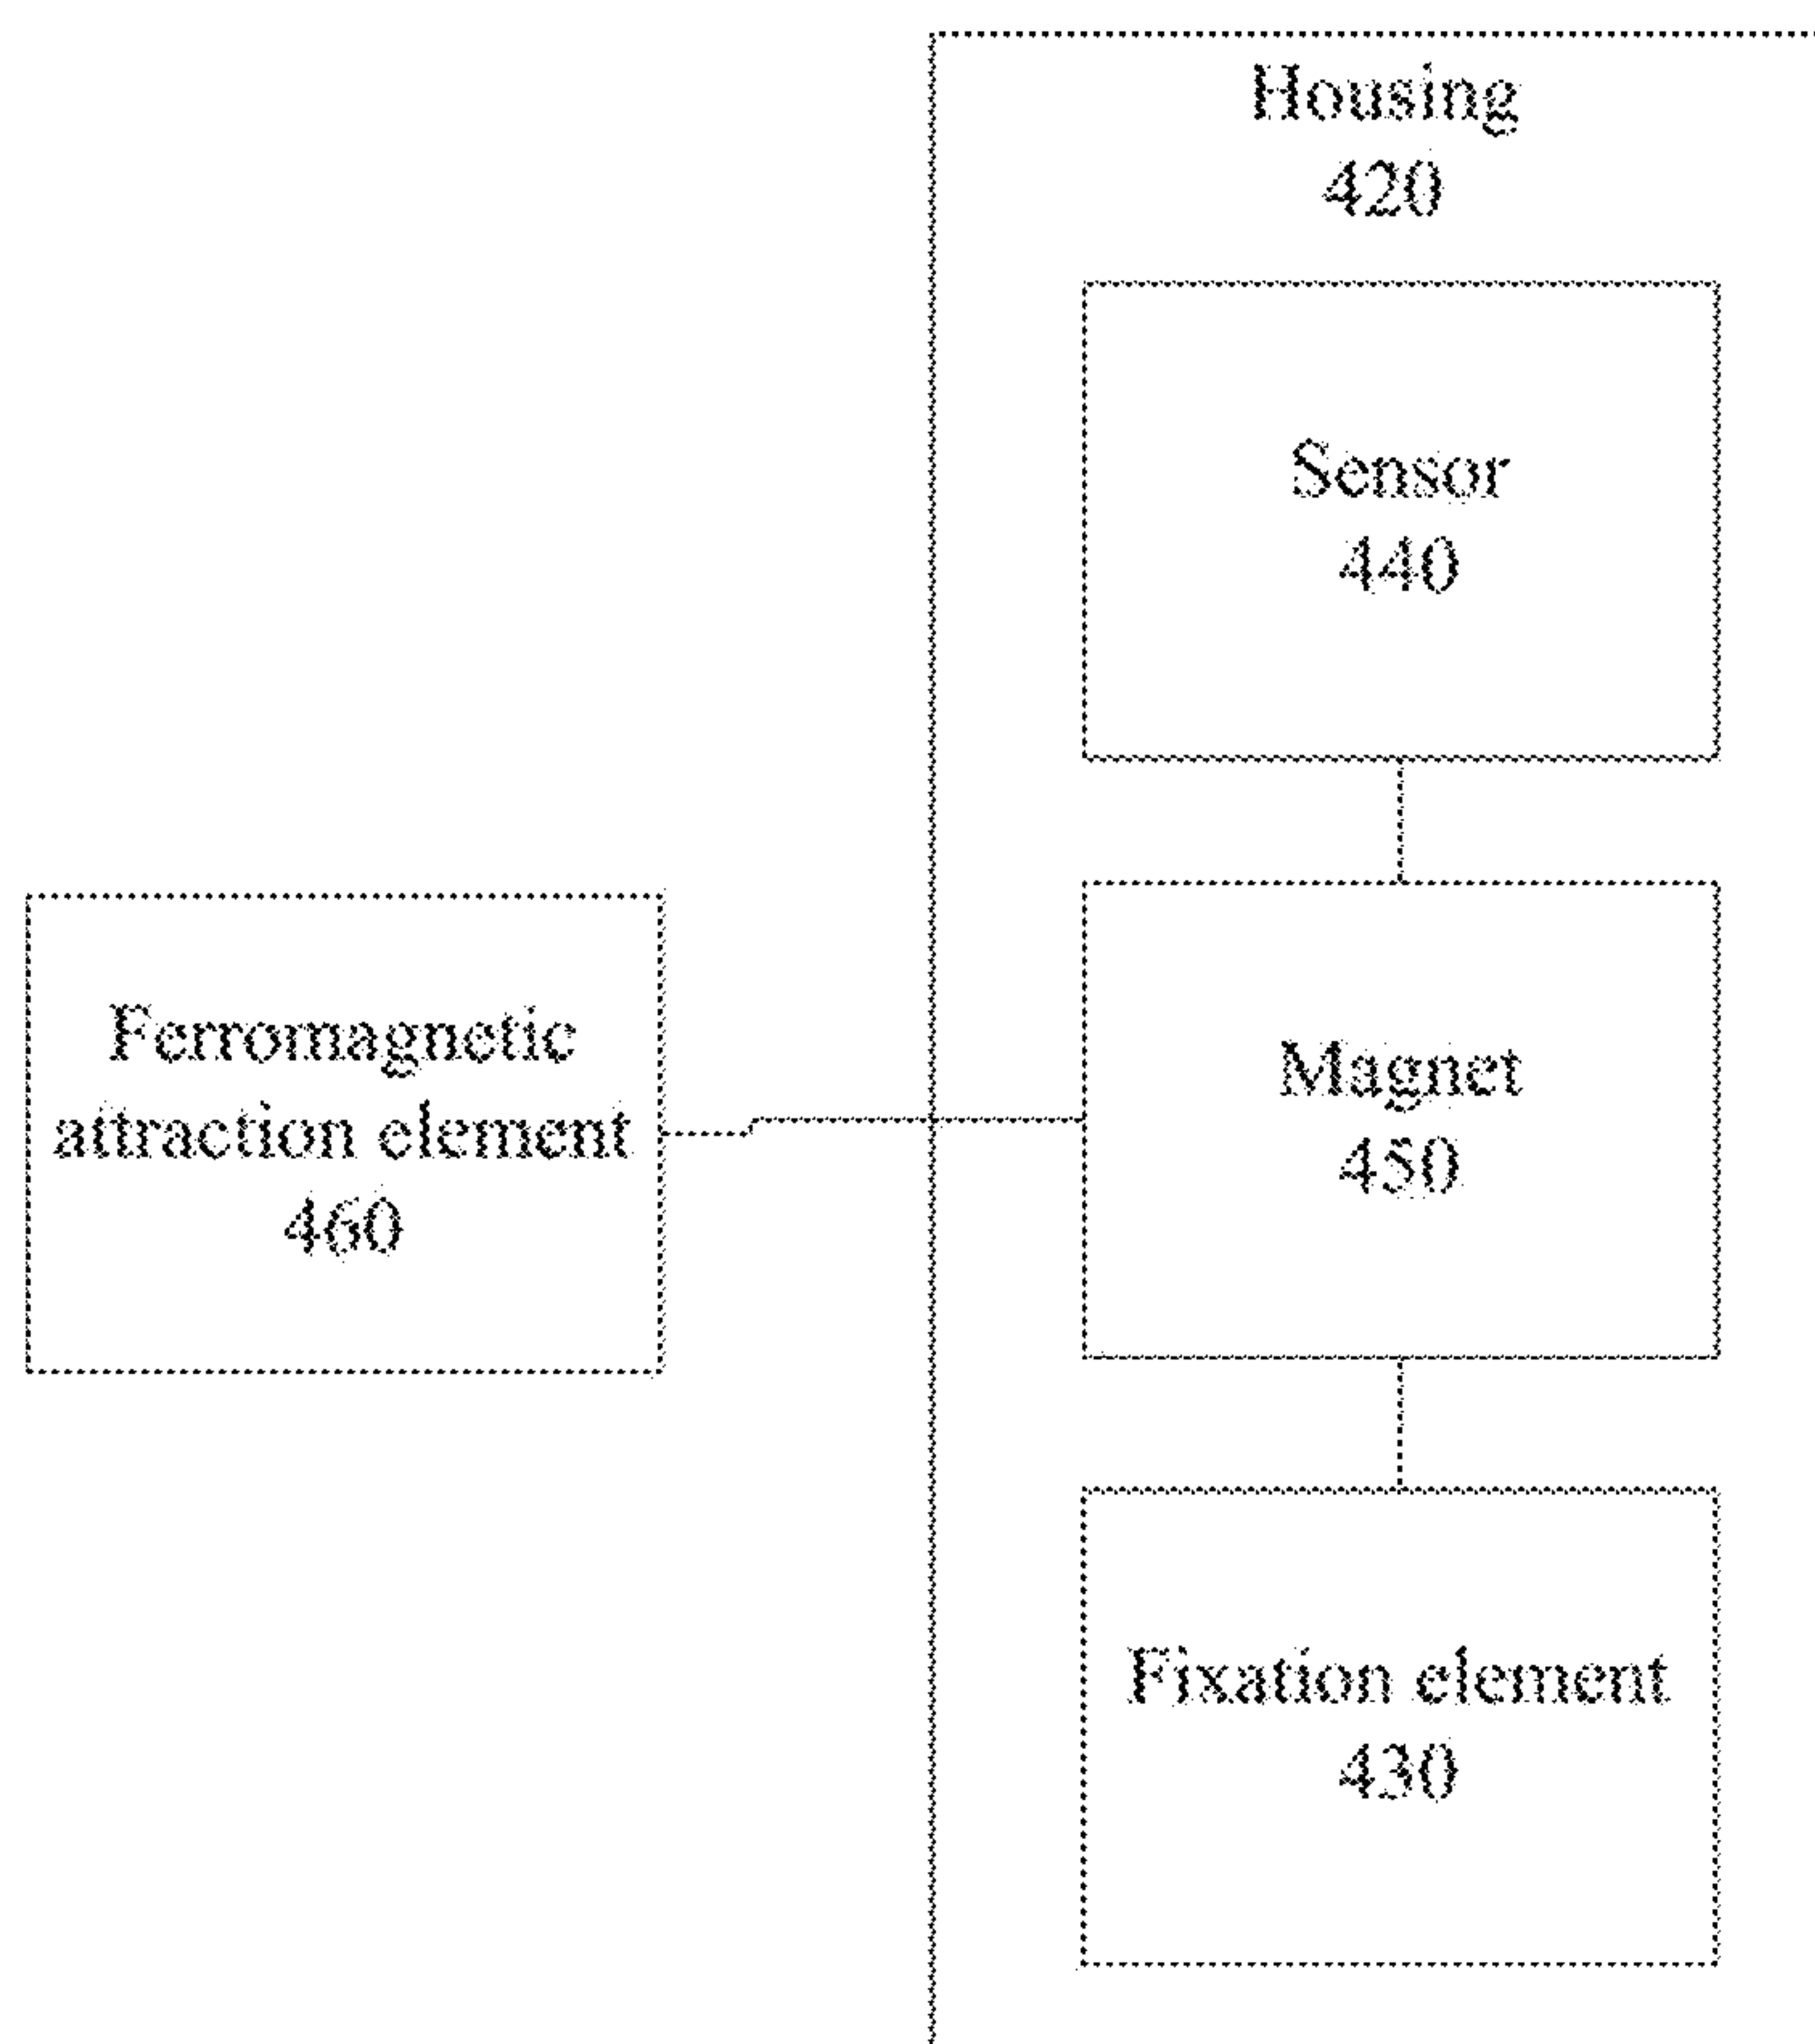 Housing
420
Sensor
440
Ferromagnetic
attraction element
460
Magnet
450
Fixation element
430